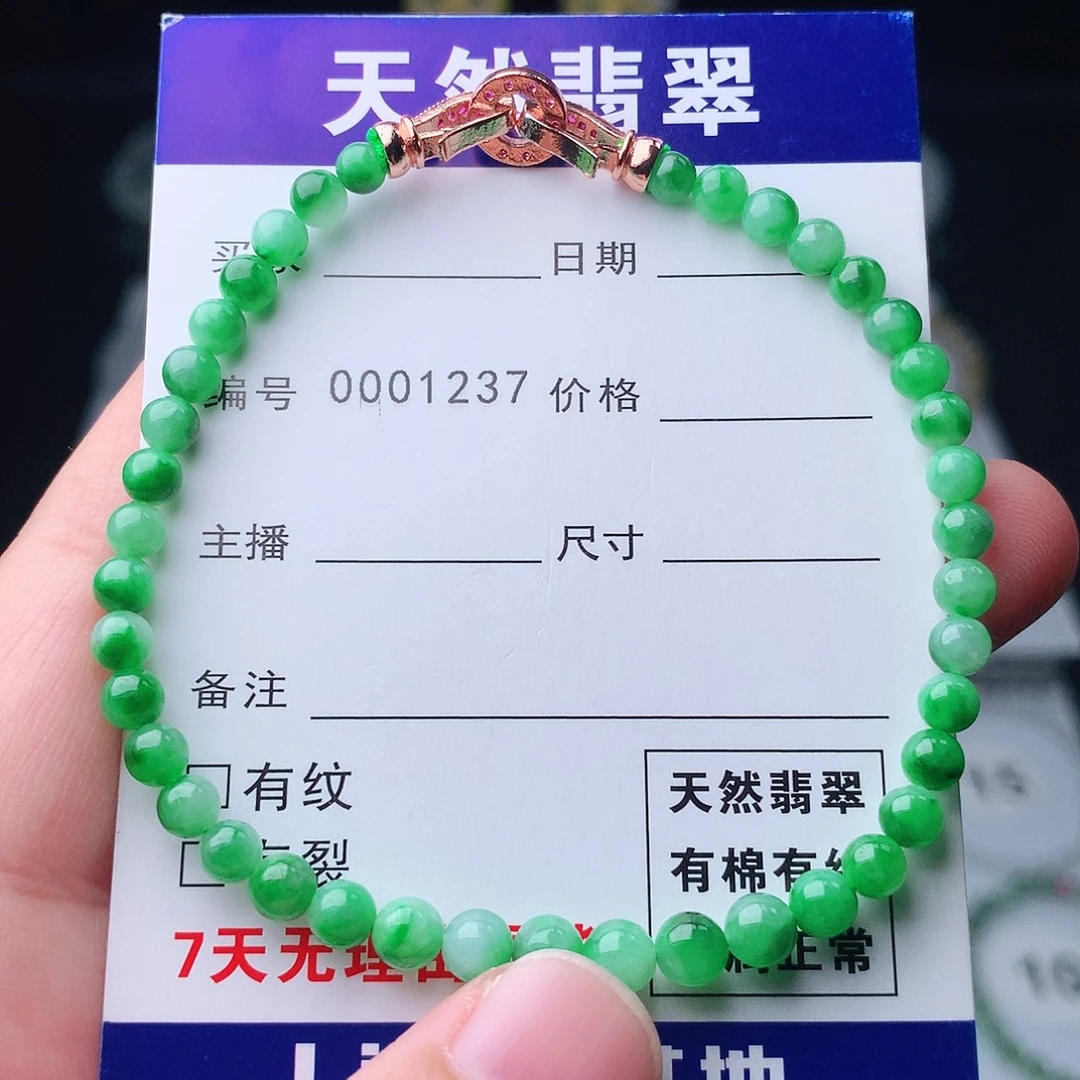 天然翡翠
日期
编号 0001237 价格
主播 尺寸
备注
有纹
天然翡翠
裂
有棉有
7天无理
正常